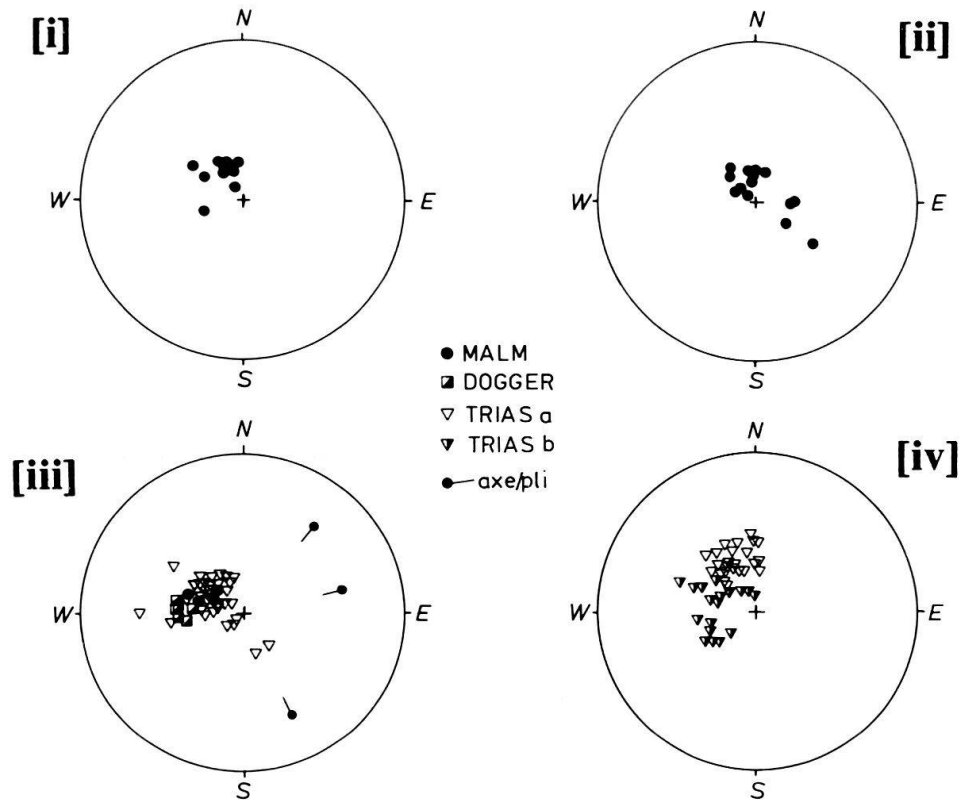 [i]
N
W
E
S
[ii]
N
W
E
S
MALM
DOGGER
TRIAS a
TRIAS b
axe/pli
[iii]
N
W
E
S
[iv]
N
W
E
S